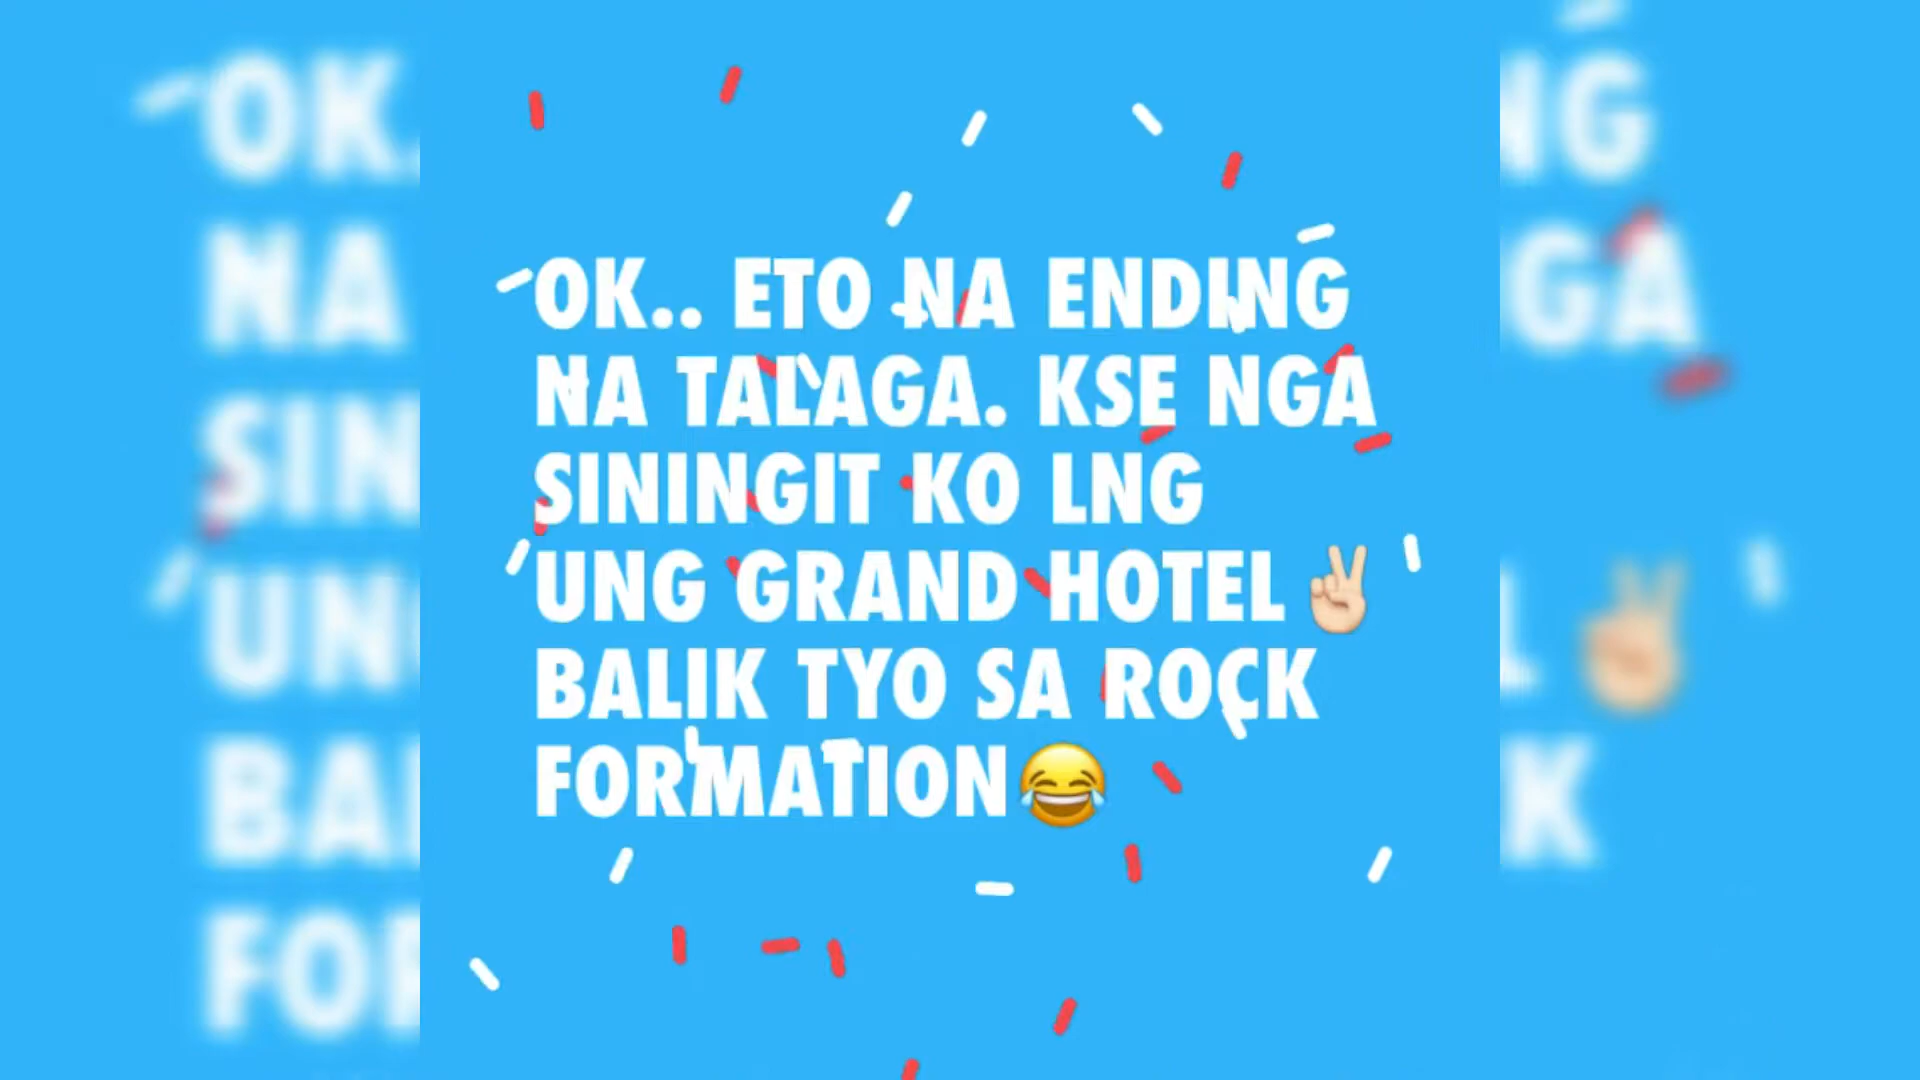 OK.. ETO NA ENDING
NA TALAGA. KSE NGA
SININGIT KO LNG
UNG GRAND HOTEL✌🏻
BALIK TYO SA ROCK
FORMATION😂